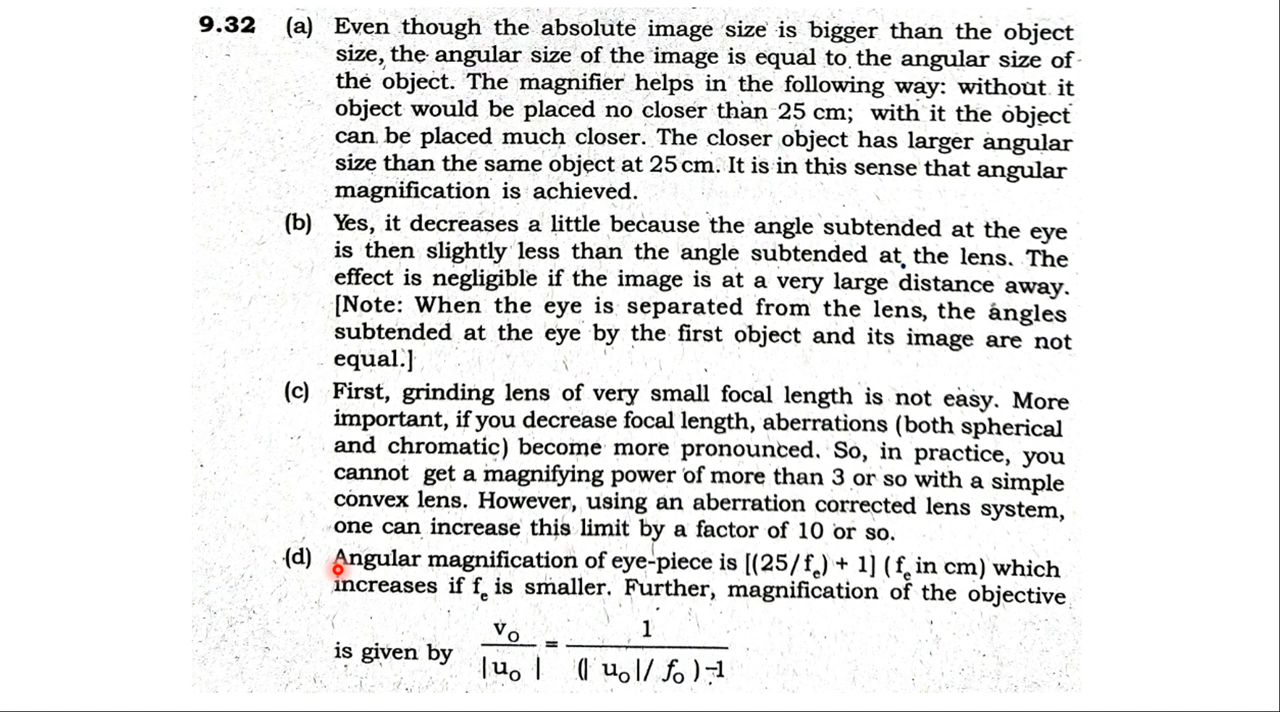 9.32 (a) Even though the absolute image size is bigger than the object
size, the angular size of the image is equal to the angular size of
the object. The magnifier helps in the following way: without it
object would be placed no closer than 25 cm; with it the object
can be placed much closer. The closer object has larger angular
size than the same object at 25 cm. It is in this sense that angular
magnification is achieved.
(b) Yes, it decreases a little because the angle subtended at the eye
is then slightly less than the angle subtended at the lens. The
effect is negligible if the image is at a very large distance away.
[Note: When the eye is separated from the lens, the angles
subtended at the eye by the first object and its image are not
equal.]
(c) First, grinding lens of very small focal length is not easy. More
important, if you decrease focal length, aberrations (both spherical
and chromatic) become more pronounced. So, in practice, you
cannot get a magnifying power of more than 3 or so with a simple
convex lens. However, using an aberration corrected lens system,
one can increase this limit by a factor of 10 or so.
(d) Angular magnification of eye-piece is [(25/fₑ) + 1] (fₑ in cm) which
increases if fₑ is smaller. Further, magnification of the objective
is given by v_O / |u_o| = 1 / ((|u_o|/f_o)-1